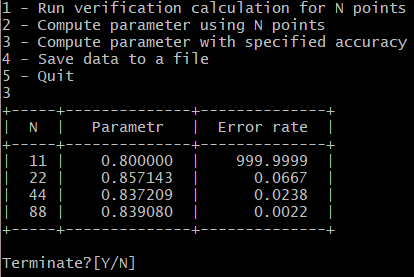 1 - Run verification calculation for N points
2 - Compute parameter using N points
3 - Compute parameter with specified accuracy
4 - Save data to a file
5 - Quit
3
+-----+--------------+--------------+
|  N  |   Parametr   |  Error rate  |
+-----+--------------+--------------+
|  11 |     0.800000 |     999.9999 |
|  22 |     0.857143 |       0.0667 |
|  44 |     0.837209 |       0.0238 |
|  88 |     0.839080 |       0.0022 |
+-----+--------------+--------------+
Terminate?[Y/N]